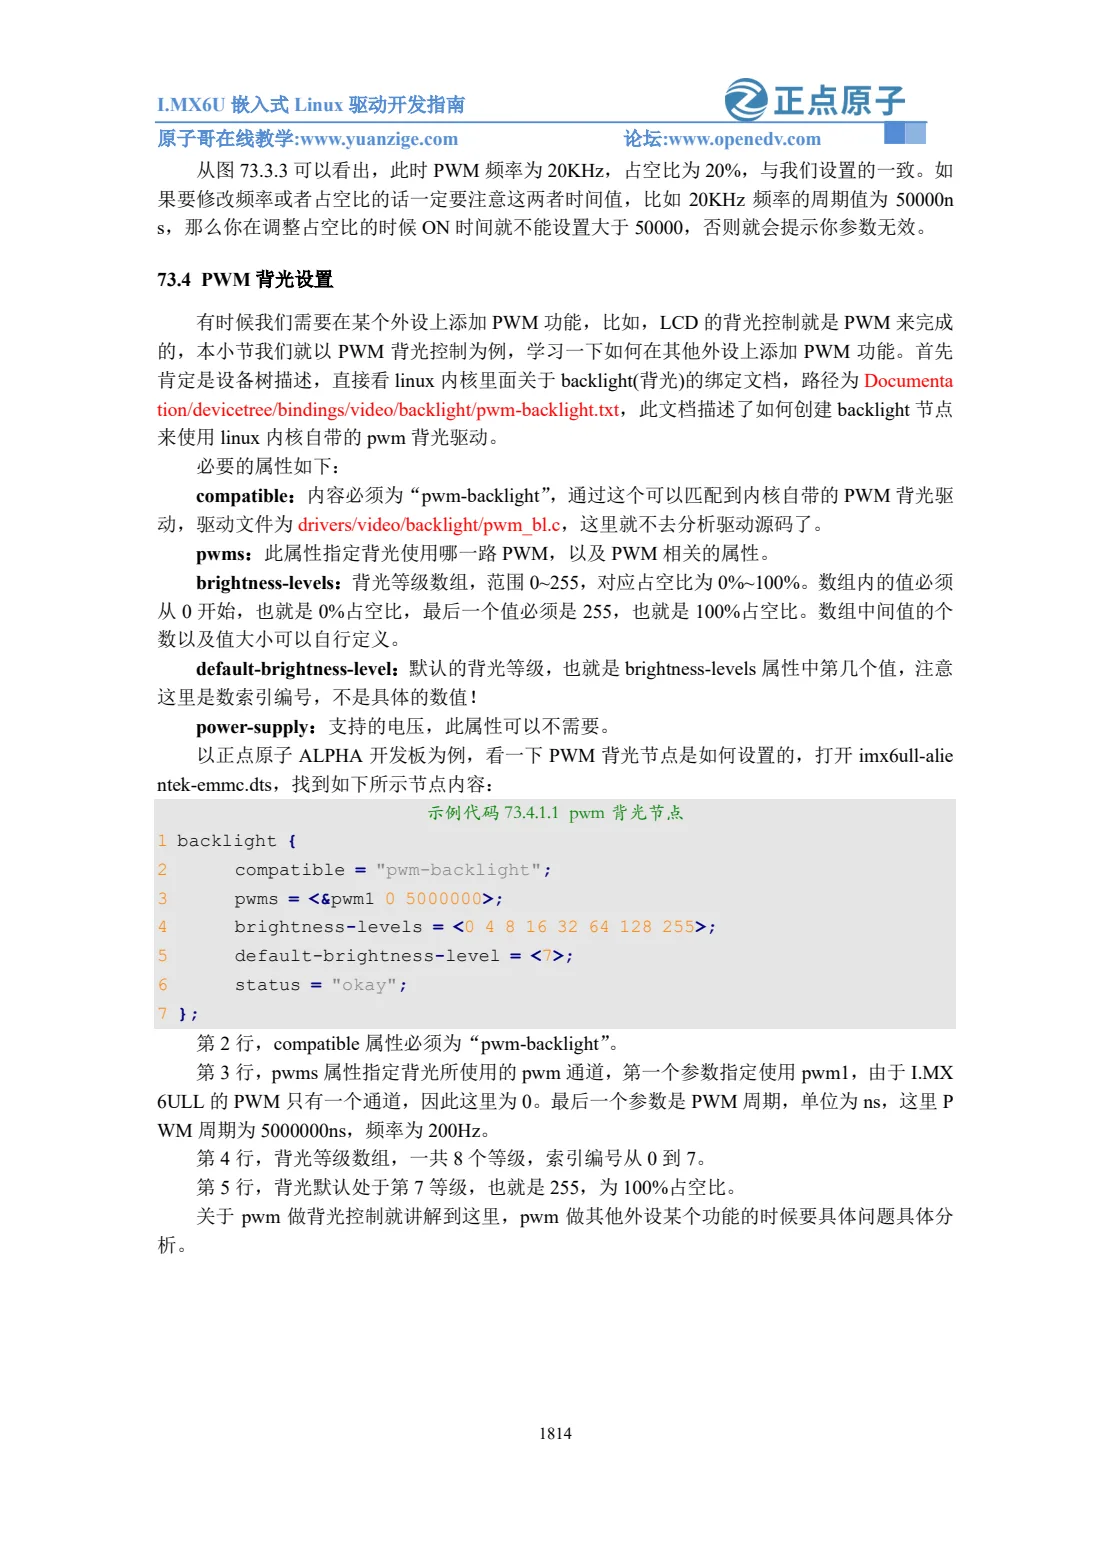 I.MX6U 嵌入式 Linux 驱动开发指南
正点原子
原子哥在线教学:www.yuanzige.com 论坛:www.openedv.com
从图 73.3.3 可以看出，此时 PWM 频率为 20KHz，占空比为 20%，与我们设置的一致。如
果要修改频率或者占空比的话一定要注意这两者时间值，比如 20KHz 频率的周期值为 50000n
s，那么你在调整占空比的时候 ON 时间就不能设置大于 50000，否则就会提示你参数无效。
73.4 PWM 背光设置
有时候我们需要在某个外设上添加 PWM 功能，比如，LCD 的背光控制就是 PWM 来完成
的，本小节我们就以 PWM 背光控制为例，学习一下如何在其他外设上添加 PWM 功能。首先
肯定是设备树描述，直接看 linux 内核里面关于 backlight(背光)的绑定文档，路径为 Documenta
tion/devicetree/bindings/video/backlight/pwm-backlight.txt，此文档描述了如何创建 backlight 节点
来使用 linux 内核自带的 pwm 背光驱动。
必要的属性如下：
compatible：内容必须为“pwm-backlight”，通过这个可以匹配到内核自带的 PWM 背光驱
动，驱动文件为 drivers/video/backlight/pwm_bl.c，这里就不去分析驱动源码了。
pwms：此属性指定背光使用哪一路 PWM，以及 PWM 相关的属性。
brightness-levels：背光等级数组，范围 0~255，对应占空比为 0%~100%。数组内的值必须
从 0 开始，也就是 0%占空比，最后一个值必须是 255，也就是 100%占空比。数组中间值的个
数以及值大小可以自行定义。
default-brightness-level：默认的背光等级，也就是 brightness-levels 属性中第几个值，注意
这里是数索引编号，不是具体的数值！
power-supply：支持的电压，此属性可以不需要。
以正点原子 ALPHA 开发板为例，看一下 PWM 背光节点是如何设置的，打开 imx6ull-alie
ntek-emmc.dts，找到如下所示节点内容：
示例代码 73.4.1.1 pwm 背光节点
1 backlight {
2 compatible = "pwm-backlight";
3 pwms = <&pwm1 0 5000000>;
4 brightness-levels = <0 4 8 16 32 64 128 255>;
5 default-brightness-level = <7>;
6 status = "okay";
7 };
第 2 行，compatible 属性必须为“pwm-backlight”。
第 3 行，pwms 属性指定背光所使用的 pwm 通道，第一个参数指定使用 pwm1，由于 I.MX
6ULL 的 PWM 只有一个通道，因此这里为 0。最后一个参数是 PWM 周期，单位为 ns，这里 P
WM 周期为 5000000ns，频率为 200Hz。
第 4 行，背光等级数组，一共 8 个等级，索引编号从 0 到 7。
第 5 行，背光默认处于第 7 等级，也就是 255，为 100%占空比。
关于 pwm 做背光控制就讲解到这里，pwm 做其他外设某个功能的时候要具体问题具体分
析。
1814